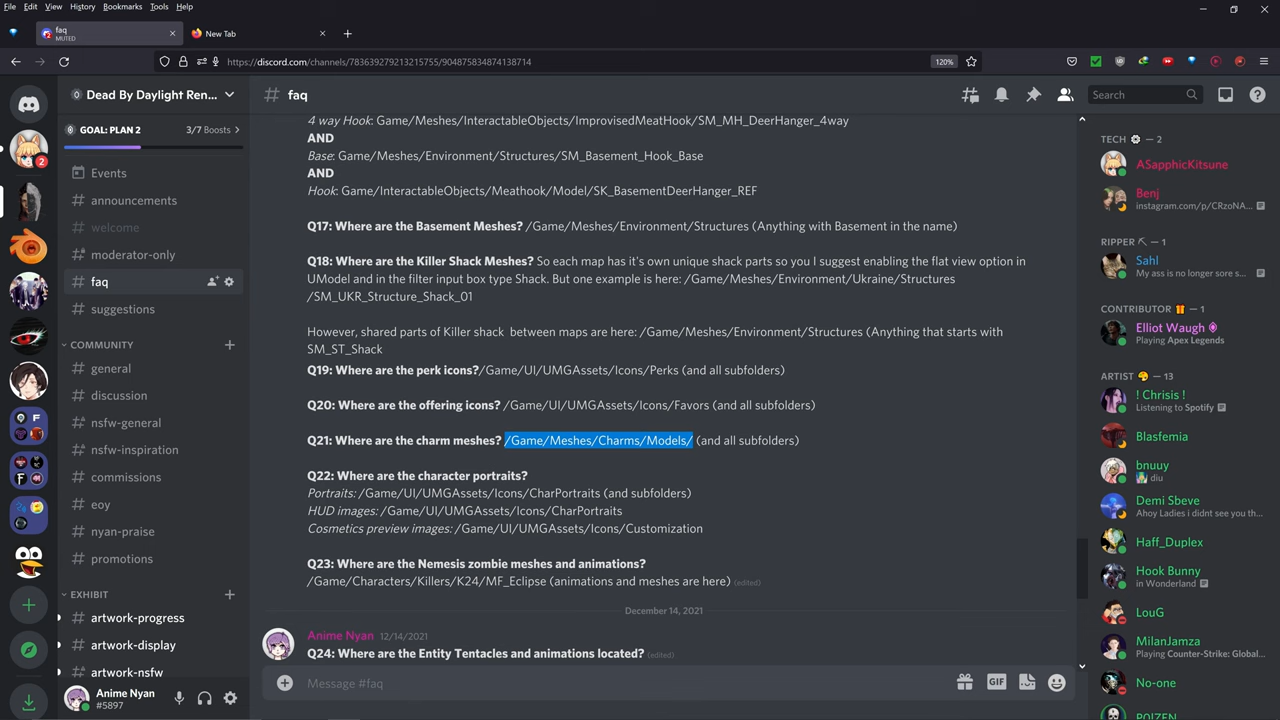 File Edit View History Bookmarks Tools Help
faq
MUTED
New Tab
https://discord.com/channels/783639279213215755/904875834874138714
120%
Dead By Daylight Ren...
# faq
Search
GOAL: PLAN 2 3/7 Boosts
Events
announcements
welcome
moderator-only
faq
suggestions
COMMUNITY
general
discussion
nsfw-general
nsfw-inspiration
commissions
eoy
nyan-praise
promotions
EXHIBIT
artwork-progress
artwork-display
artwork-nsfw
Anime Nyan
#5897
2
4 way Hook: Game/Meshes/InteractableObjects/ImprovisedMeatHook/SM_MH_DeerHanger_4way
AND
Base: Game/Meshes/Environment/Structures/SM_Basement_Hook_Base
AND
Hook: Game/InteractableObjects/Meathook/Model/SK_BasementDeerHanger_REF
Q17: Where are the Basement Meshes? /Game/Meshes/Environment/Structures (Anything with Basement in the name)
Q18: Where are the Killer Shack Meshes? So each map has it's own unique shack parts so you I suggest enabling the flat view option in
UModel and in the filter input box type Shack. But one example is here: /Game/Meshes/Environment/Ukraine/Structures
/SM_UKR_Structure_Shack_01
However, shared parts of Killer shack between maps are here: /Game/Meshes/Environment/Structures (Anything that starts with
SM_ST_Shack
Q19: Where are the perk icons?/Game/UI/UMGAssets/Icons/Perks (and all subfolders)
Q20: Where are the offering icons? /Game/UI/UMGAssets/Icons/Favors (and all subfolders)
Q21: Where are the charm meshes? /Game/Meshes/Charms/Models/ (and all subfolders)
Q22: Where are the character portraits?
Portraits: /Game/UI/UMGAssets/Icons/CharPortraits (and subfolders)
HUD images: /Game/UI/UMGAssets/Icons/CharPortraits
Cosmetics preview images: /Game/UI/UMGAssets/Icons/Customization
Q23: Where are the Nemesis zombie meshes and animations?
/Game/Characters/Killers/K24/MF_Eclipse (animations and meshes are here) (edited)
December 14, 2021
Anime Nyan 12/14/2021
Q24: Where are the Entity Tentacles and animations located? (edited)
Message #faq
GIF
TECH — 2
ASapphicKitsune
Benj
instagram.com/p/CRzoNA...
RIPPER — 1
Sahl
My ass is no longer sore s...
CONTRIBUTOR — 1
Elliot Waugh
Playing Apex Legends
ARTIST — 13
! Chrisis !
Listening to Spotify
Blasfemia
bnuuy
diu
Demi Sbeve
Ahoy Ladies i didnt see you th...
Haff_Duplex
Hook Bunny
in Wonderland
LouG
MilanJamza
Playing Counter-Strike: Global...
No-one
POIZEN